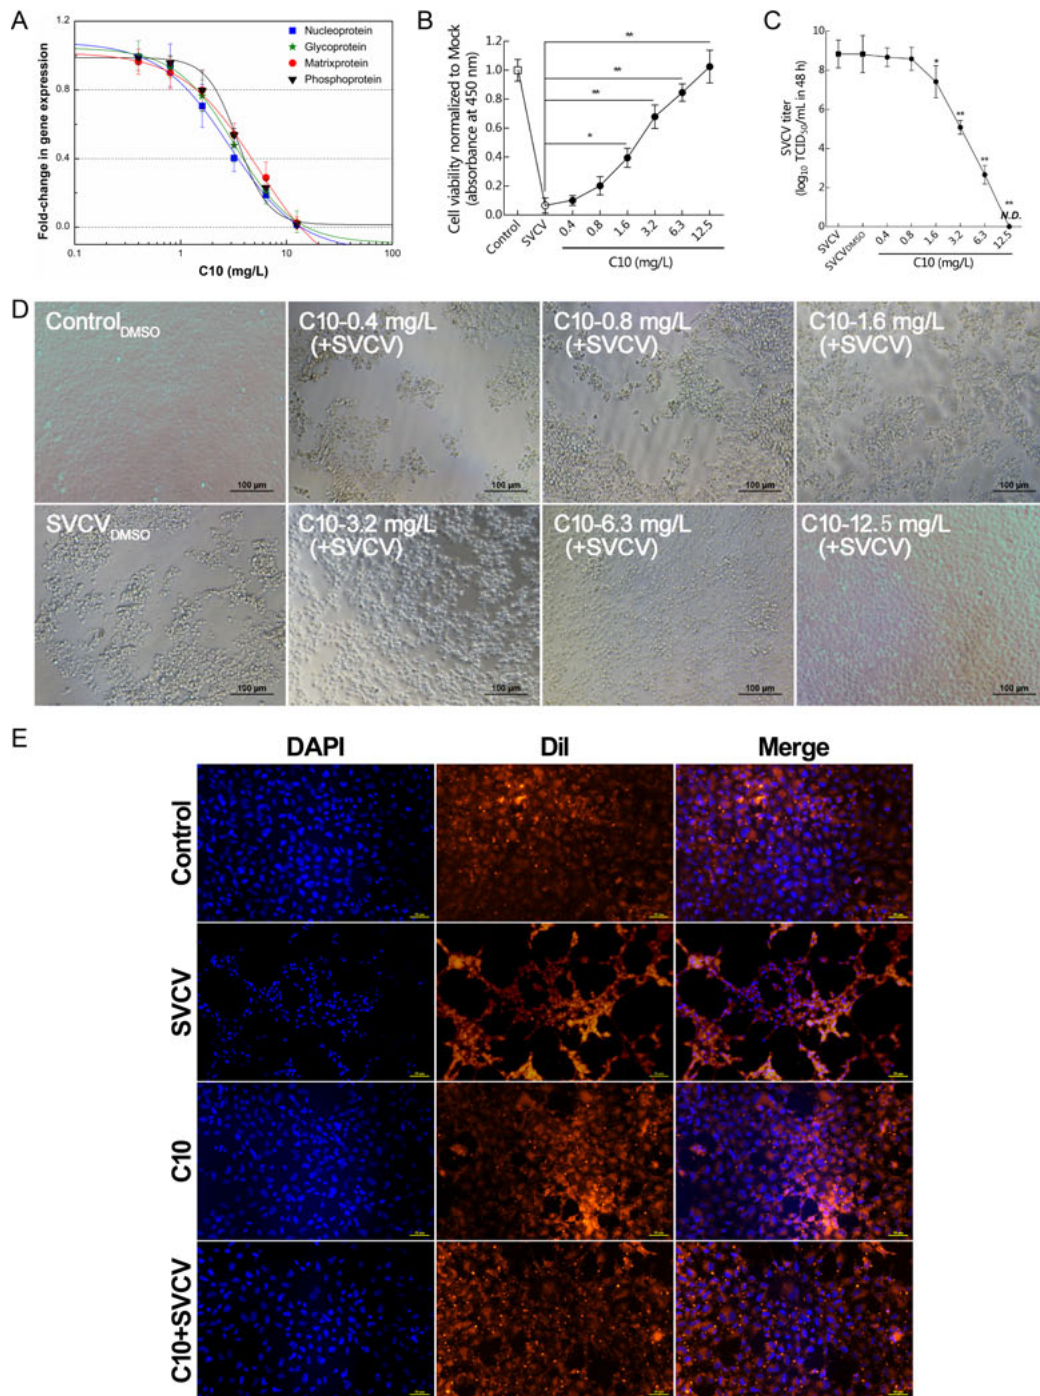 A
Fold-change in gene expression
1.2
0.8
0.4
0.0
0.1
1
10
100
C10 (mg/L)
Nucleoprotein
Glycoprotein
Matrixprotein
Phosphoprotein
B
Cell viability normalized to Mock
(absorbance at 450 nm)
1.2
1.0
0.8
0.6
0.4
0.2
0.0
**
**
**
*
Control
SVCV
0.4
0.8
1.6
3.2
6.3
12.5
C10 (mg/L)
C
SVCV titer
(log10 TCID50/mL in 48 h)
10
8
6
4
2
0
*
**
**
**
N.D.
SVCV
SVCVDMSO
0.4
0.8
1.6
3.2
6.3
12.5
C10 (mg/L)
D
ControlDMSO
100 μm
C10-0.4 mg/L
(+SVCV)
100 μm
C10-0.8 mg/L
(+SVCV)
100 μm
C10-1.6 mg/L
(+SVCV)
100 μm
SVCVDMSO
100 μm
C10-3.2 mg/L
(+SVCV)
100 μm
C10-6.3 mg/L
(+SVCV)
100 μm
C10-12.5 mg/L
(+SVCV)
100 μm
E
DAPI
Dil
Merge
Control
SVCV
C10
C10+SVCV